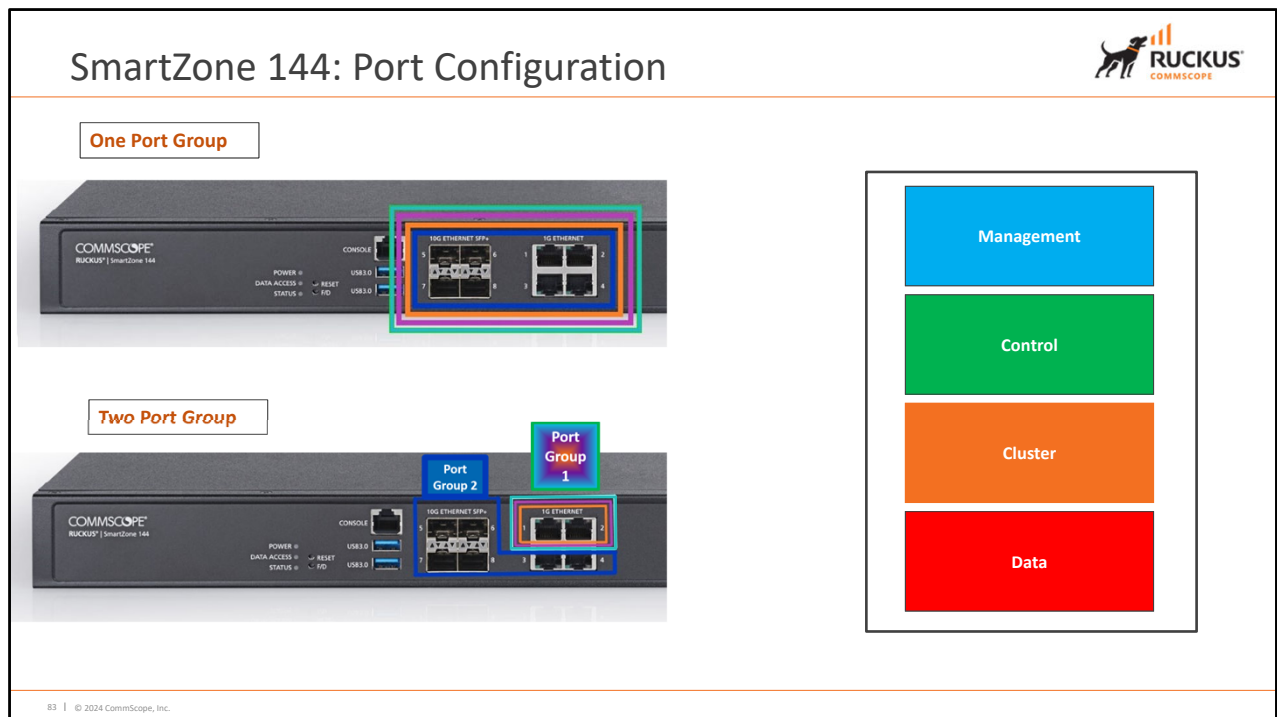 SmartZone 144: Port Configuration
RUCKUS
COMMSCOPE
One Port Group
COMMSCOPE®
RUCKUS® | SmartZone 144
POWER
DATA ACCESS
STATUS
RESET
F/D
CONSOLE
USB3.0
USB3.0
10G ETHERNET SFP+
5
6
7
8
1G ETHERNET
1
2
3
4
Two Port Group
COMMSCOPE®
RUCKUS® | SmartZone 144
POWER
DATA ACCESS
STATUS
RESET
F/D
CONSOLE
USB3.0
USB3.0
Port
Group 2
10G ETHERNET SFP+
5
6
7
8
Port
Group
1
1G ETHERNET
1
2
3
4
Management
Control
Cluster
Data
83 | © 2024 CommScope, Inc.